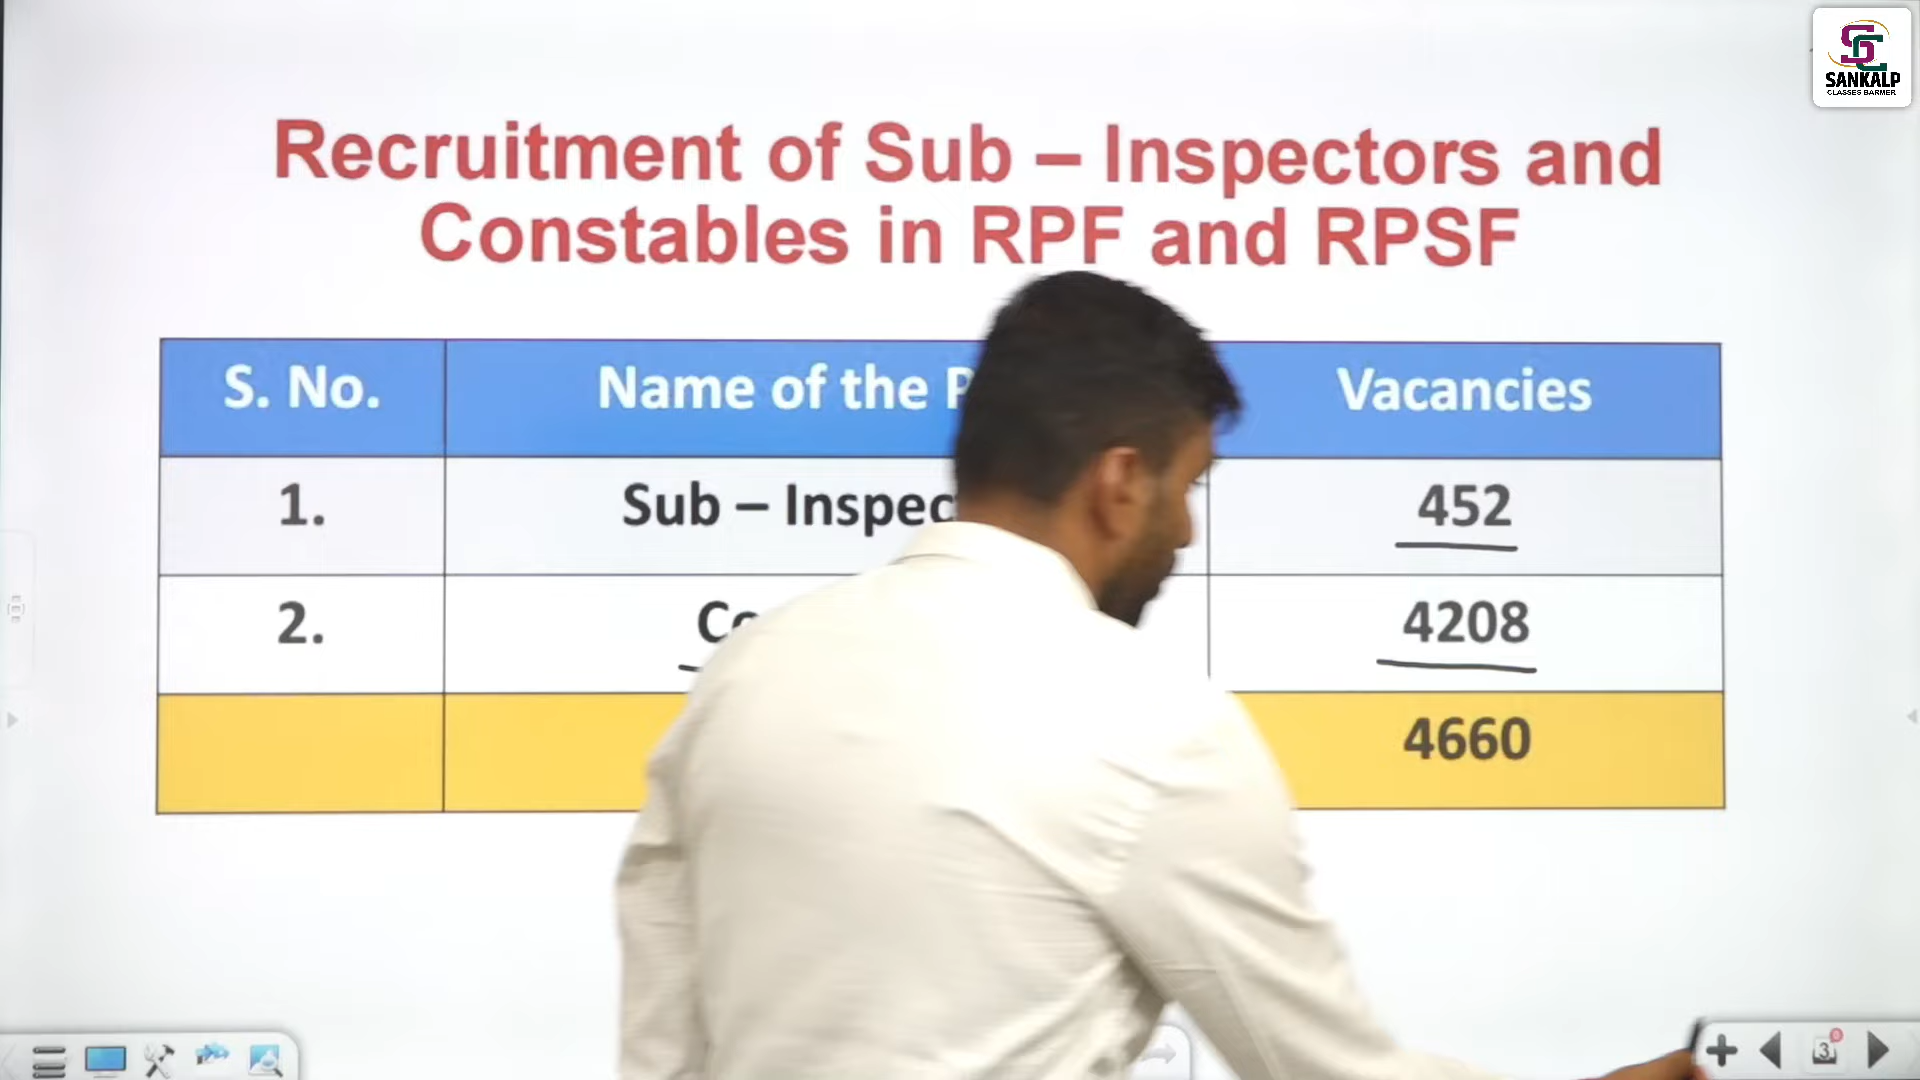 SANKALP
CLASSES BARMER
Recruitment of Sub – Inspectors and
Constables in RPF and RPSF
S. No. Name of the Vacancies
1. Sub – 452
2. 4208
4660
3